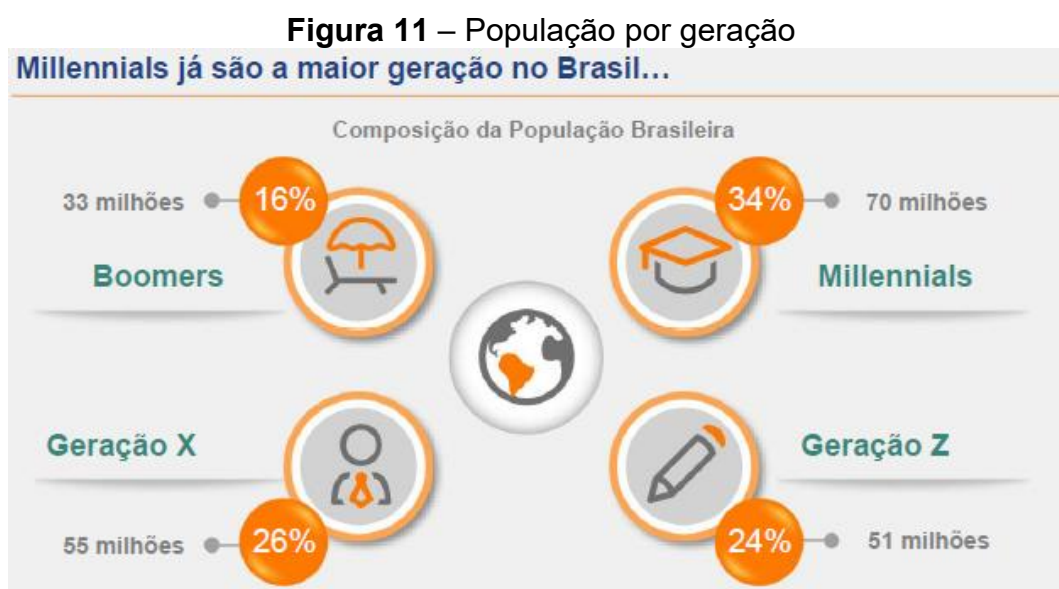 Figura 11 – População por geração
Millennials já são a maior geração no Brasil...
Composição da População Brasileira
33 milhões 16%
Boomers
34% 70 milhões
Millennials
Geração X
55 milhões 26%
Geração Z
24% 51 milhões